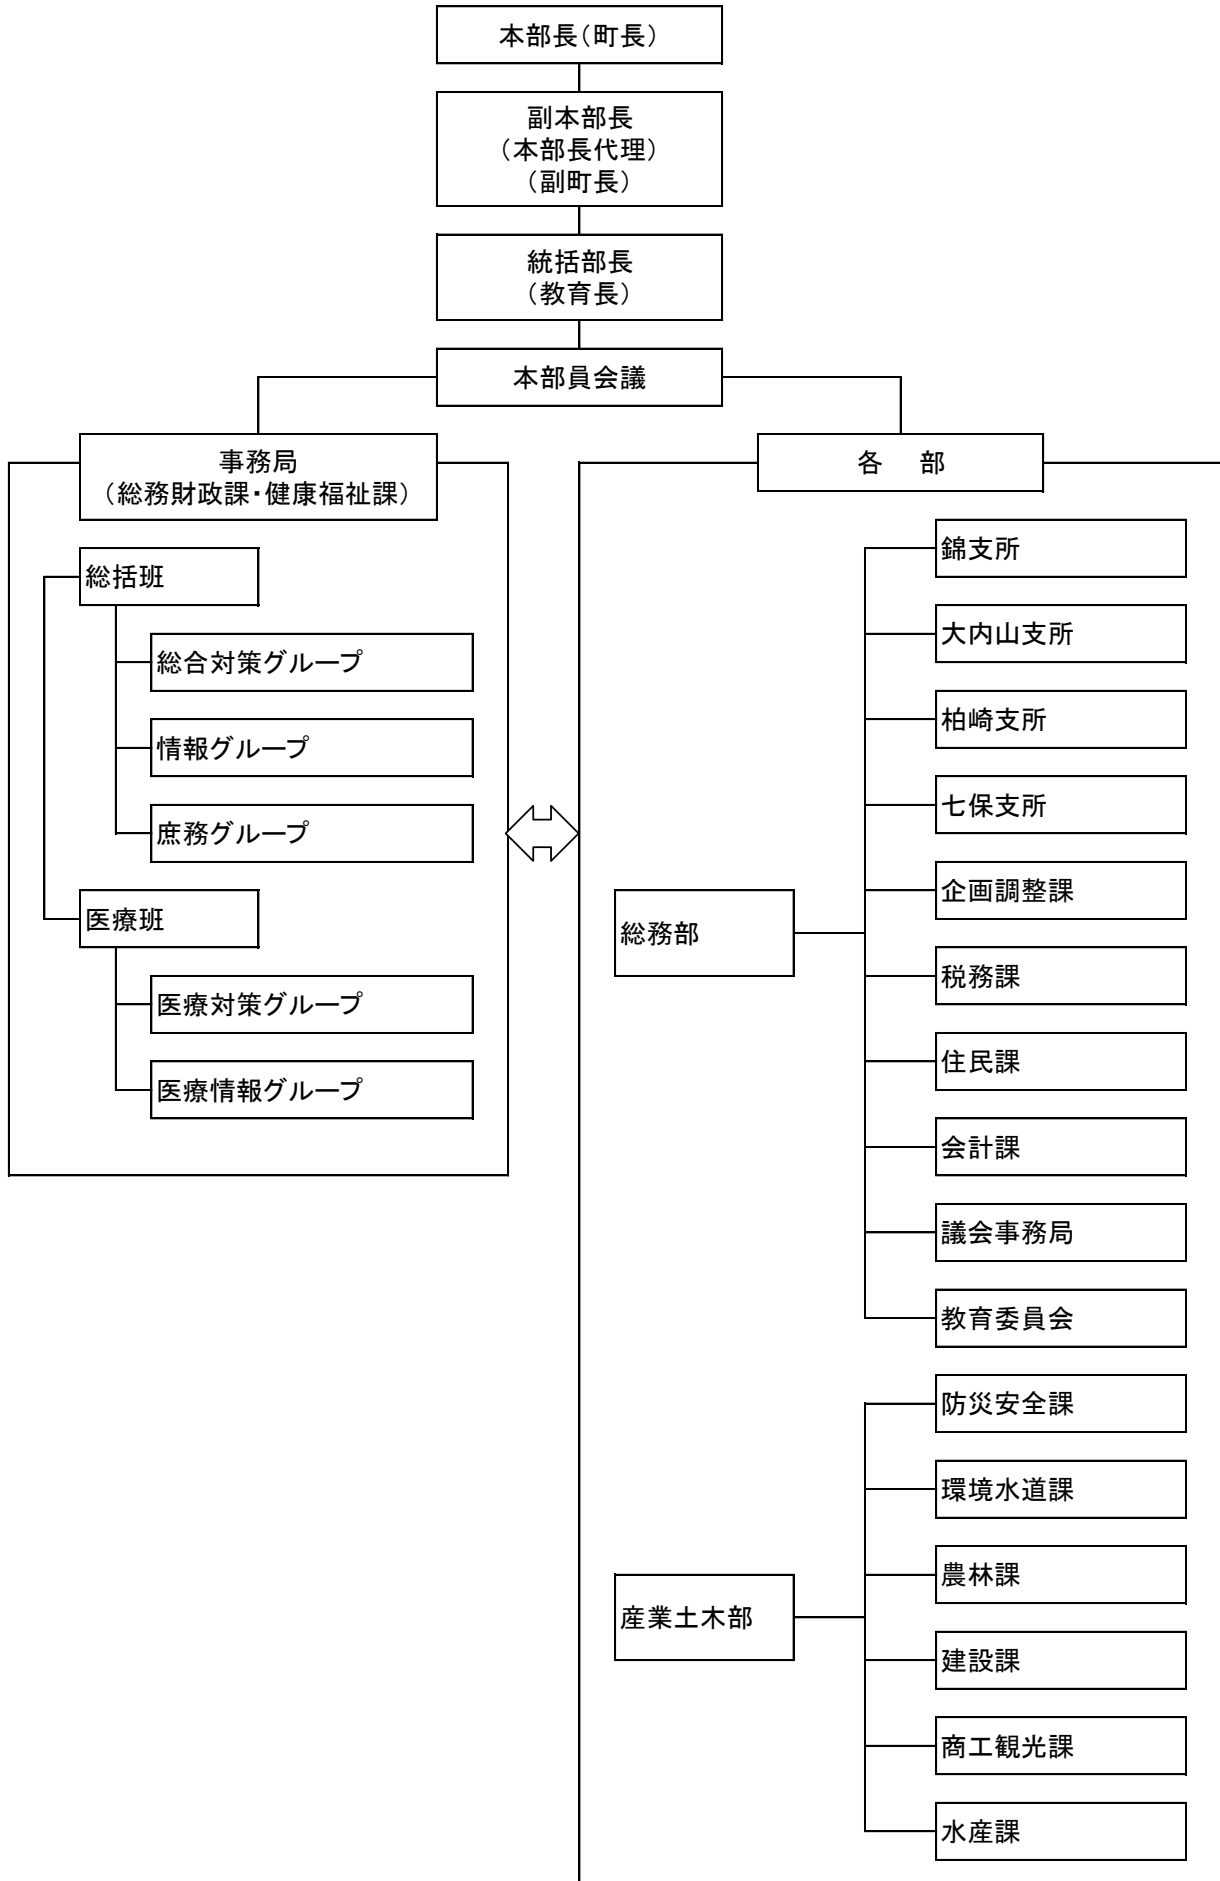 本部長（町長）
副本部長
（本部長代理）
（副町長）
統括部長
（教育長）
本部員会議
事務局
（総務財政課・健康福祉課）
総括班
総合対策グループ
情報グループ
庶務グループ
医療班
医療対策グループ
医療情報グループ
各　部
総務部
錦支所
大内山支所
柏崎支所
七保支所
企画調整課
税務課
住民課
会計課
議会事務局
教育委員会
産業土木部
防災安全課
環境水道課
農林課
建設課
商工観光課
水産課